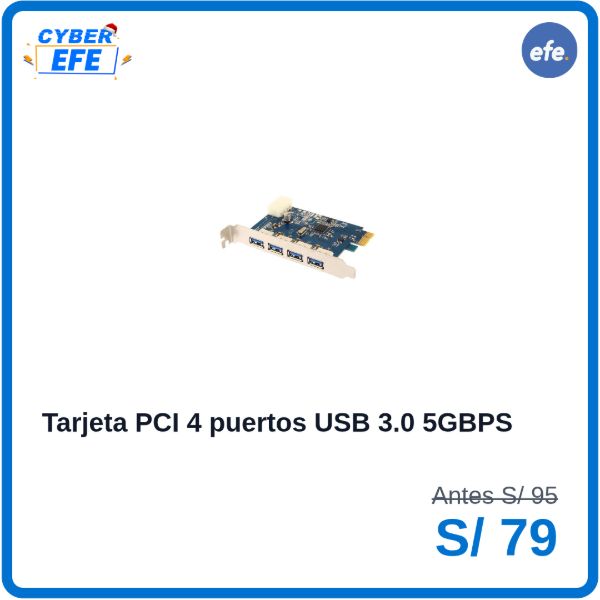 CYBER
EFE
efe.
Tarjeta PCI 4 puertos USB 3.0 5GBPS
Antes S/ 95
S/ 79